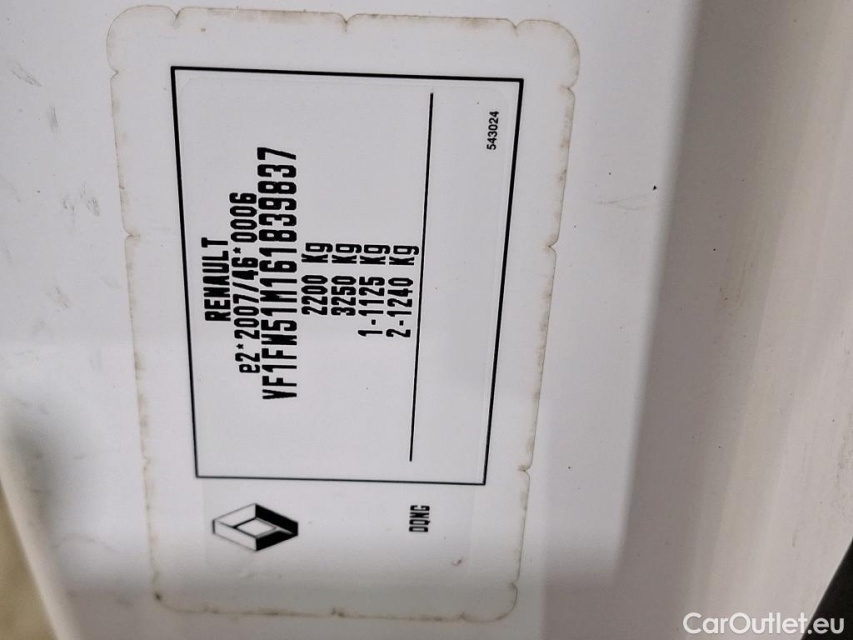 RENAULT
e2*2007/46*0006
VF1FW51M161839837
2200 Kg
3250 Kg
1-1125 Kg
2-1240 Kg
543024
DQMG
CarOutlet.eu